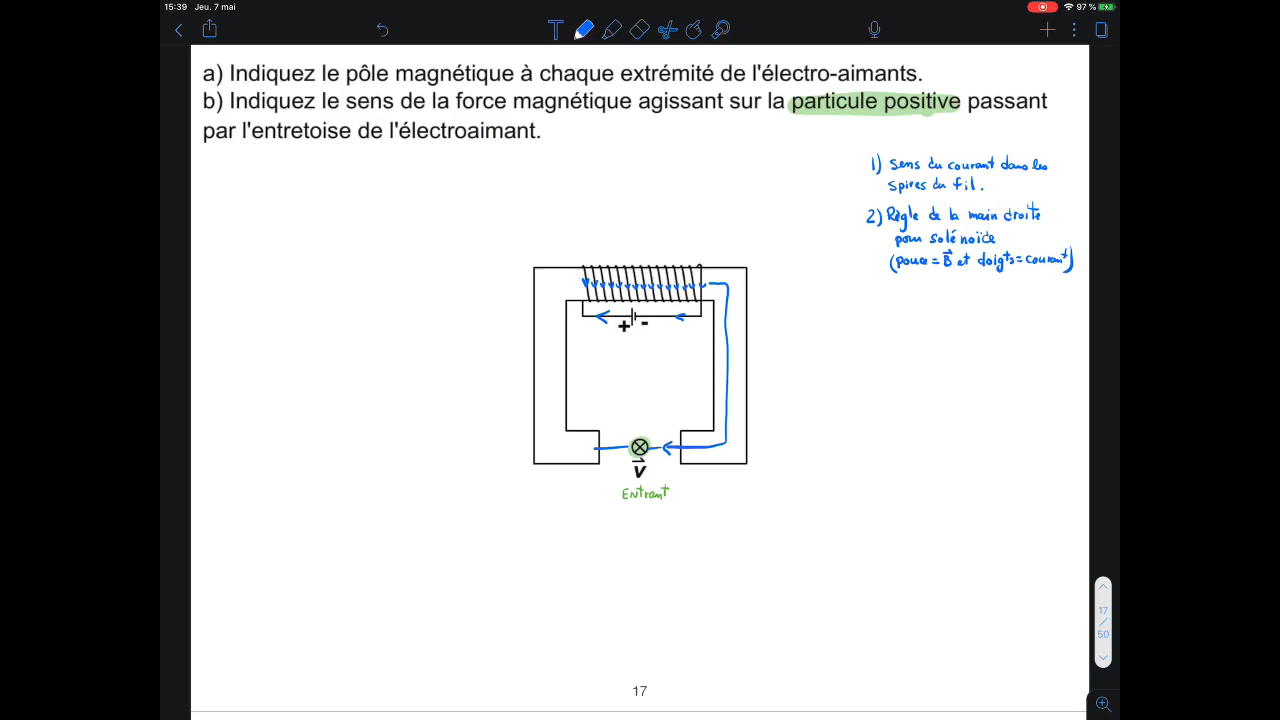 15:39 Jeu. 7 mai
97 %
a) Indiquez le pôle magnétique à chaque extrémité de l'électro-aimants.
b) Indiquez le sens de la force magnétique agissant sur la particule positive passant
par l'entretoise de l'électroaimant.
1) Sens du courant dans les
spires du fil.
2) Règle de la main droite
pour solénoïde
(pouce = B et doigts = courant)
+ -
v
Entrant
17
/
50
17